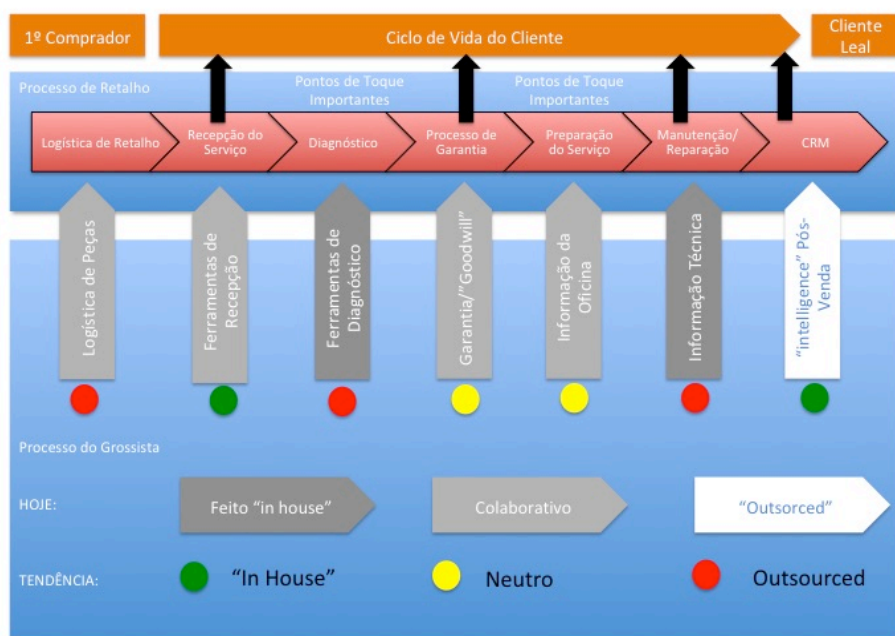 1º Comprador
Ciclo de Vida do Cliente
Cliente
Leal
Processo de Retalho
Pontos de Toque
Importantes
Pontos de Toque
Importantes
Logística de Retalho
Recepção do
Serviço
Diagnóstico
Processo de
Garantia
Preparação
do Serviço
Manutenção/
Reparação
CRM
Logística de Peças
Ferramentas de
Recepção
Ferramentas de
Diagnóstico
Garantia/"Goodwill"
Informação da
Oficina
Informação Técnica
"intelligence" Pós-
Venda
Processo do Grossista
HOJE:
Feito "in house"
Colaborativo
"Outsorced"
TENDÊNCIA:
"In House"
Neutro
Outsourced